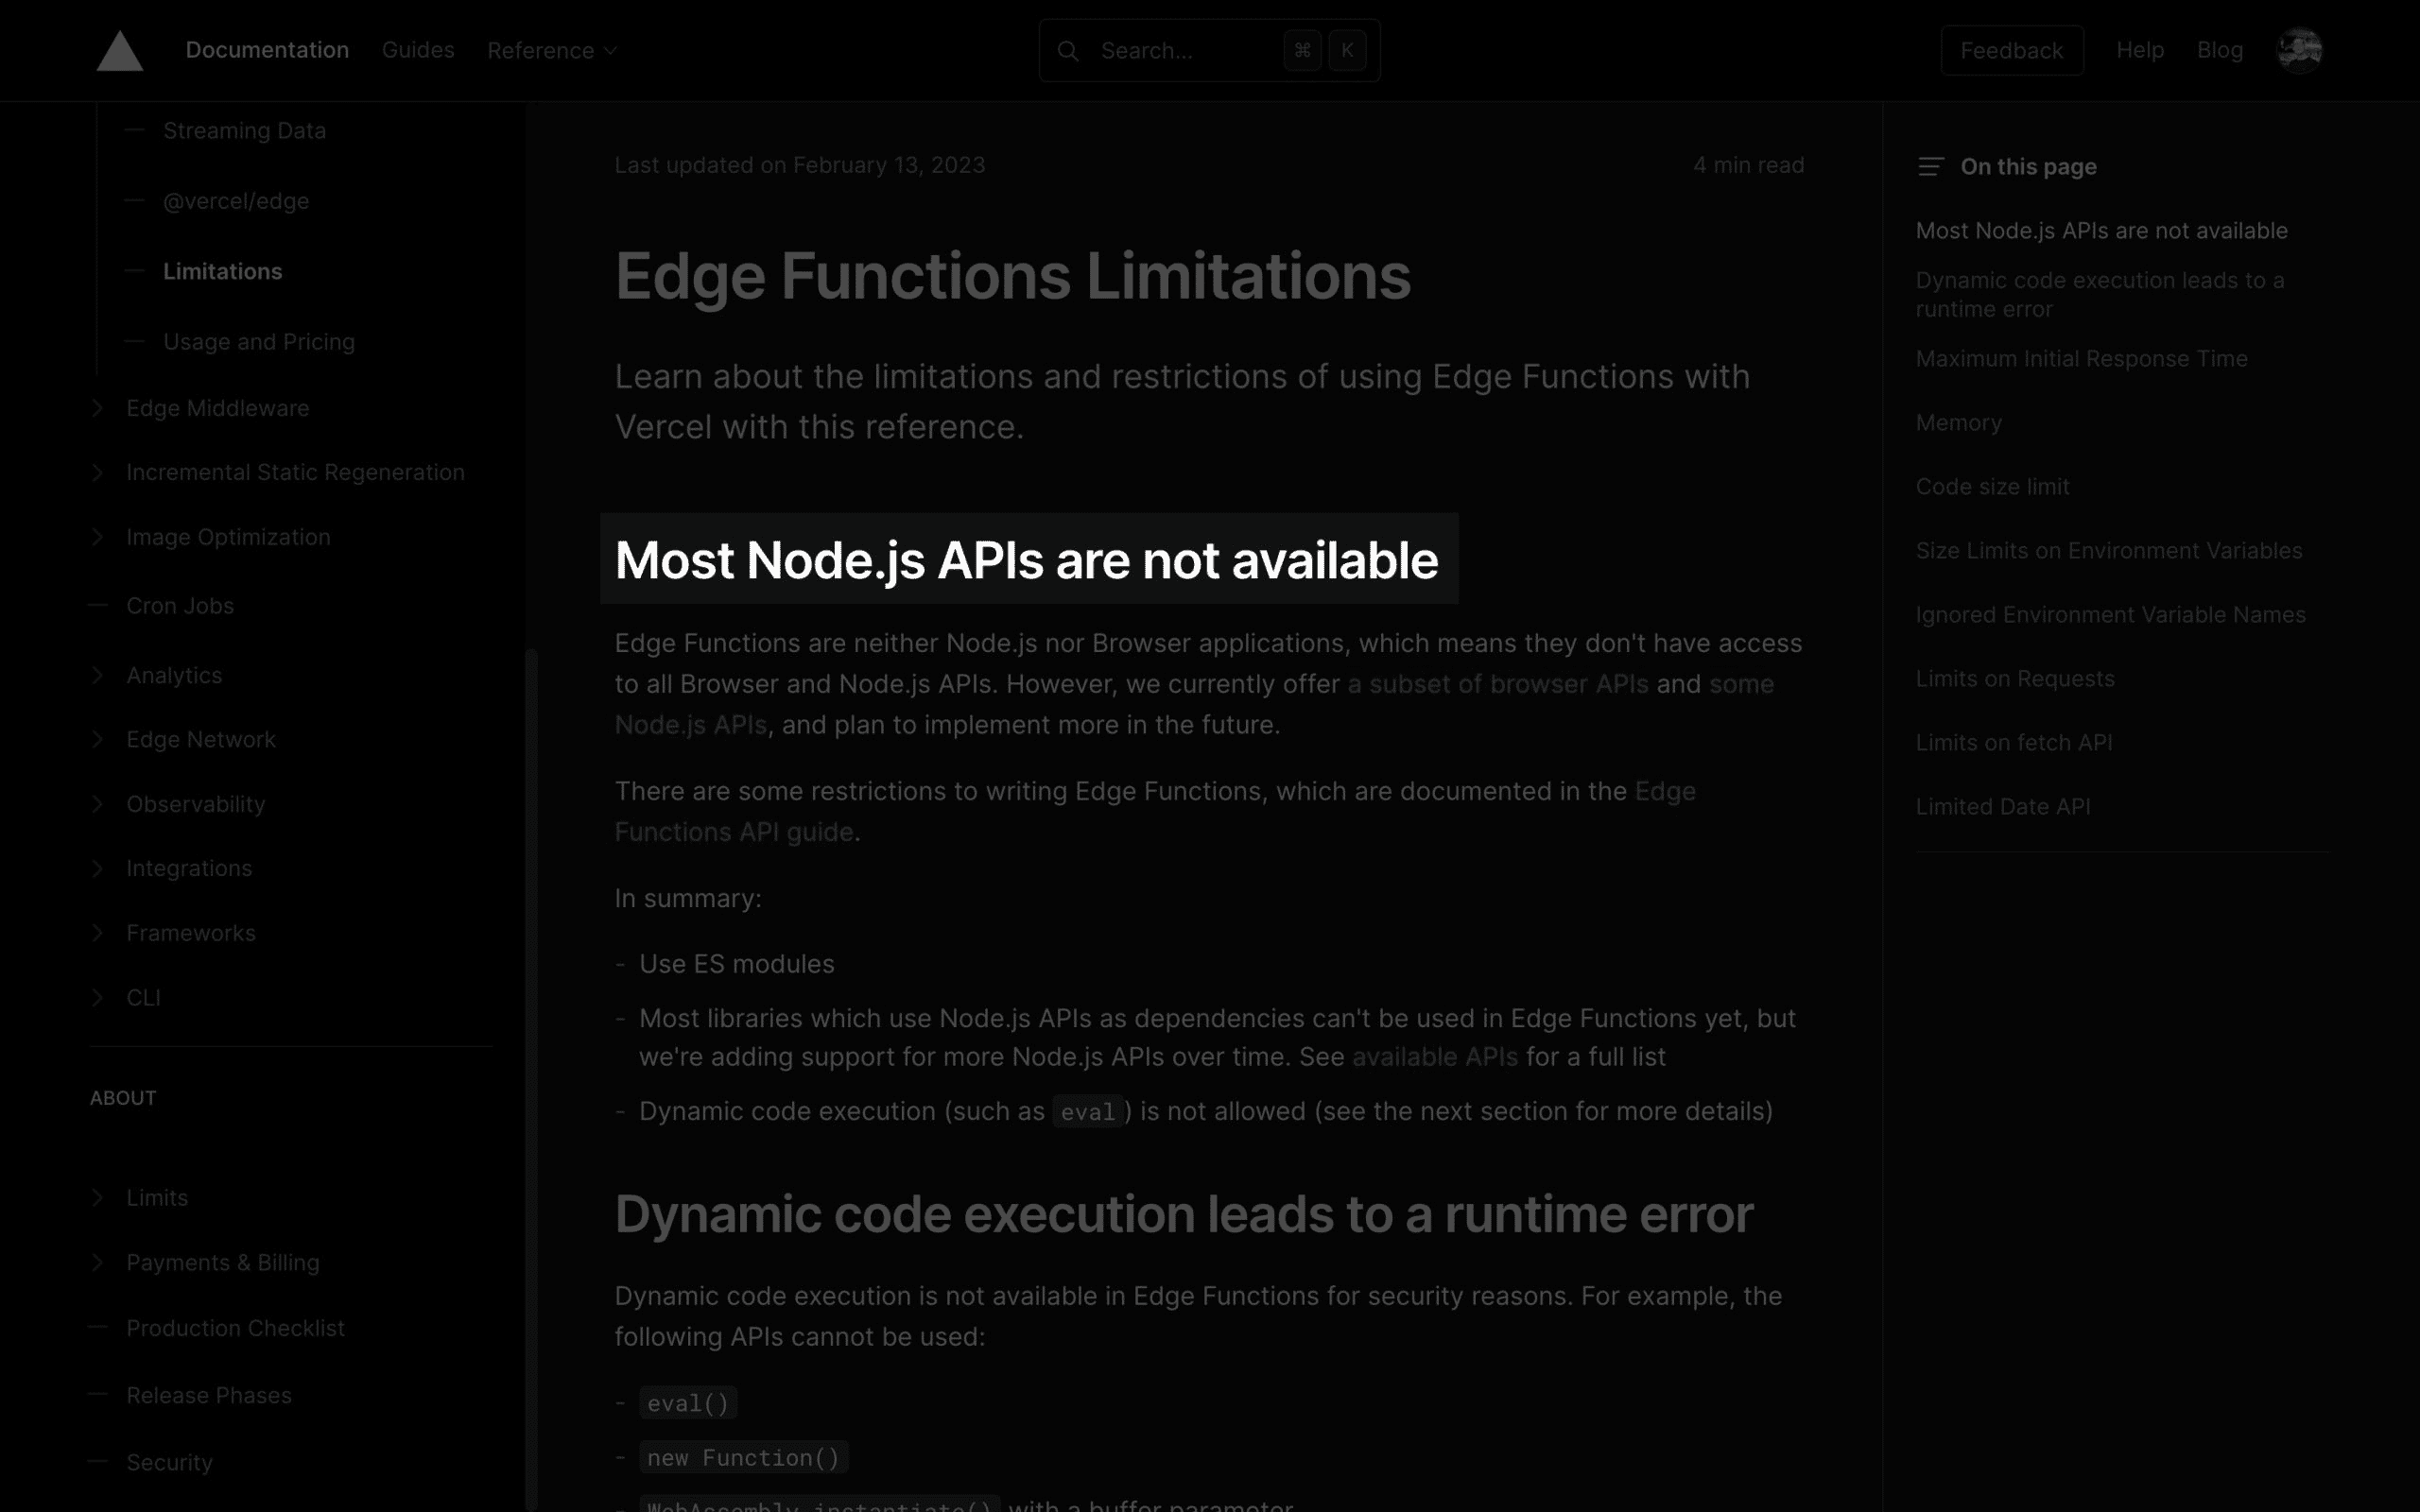 Documentation Guides Reference
Search... ⌘ K
Feedback Help Blog
Streaming Data
@vercel/edge
Limitations
Usage and Pricing
Edge Middleware
Incremental Static Regeneration
Image Optimization
Cron Jobs
Analytics
Edge Network
Observability
Integrations
Frameworks
CLI
ABOUT
Limits
Payments & Billing
Production Checklist
Release Phases
Security
Last updated on February 13, 2023
4 min read
Edge Functions Limitations
Learn about the limitations and restrictions of using Edge Functions with
Vercel with this reference.
Most Node.js APIs are not available
Edge Functions are neither Node.js nor Browser applications, which means they don't have access
to all Browser and Node.js APIs. However, we currently offer a subset of browser APIs and some
Node.js APIs, and plan to implement more in the future.
There are some restrictions to writing Edge Functions, which are documented in the Edge
Functions API guide.
In summary:
- Use ES modules
- Most libraries which use Node.js APIs as dependencies can't be used in Edge Functions yet, but
we're adding support for more Node.js APIs over time. See available APIs for a full list
- Dynamic code execution (such as eval) is not allowed (see the next section for more details)
Dynamic code execution leads to a runtime error
Dynamic code execution is not available in Edge Functions for security reasons. For example, the
following APIs cannot be used:
- eval()
- new Function()
- WebAssembly.instantiate() with a buffer parameter
On this page
Most Node.js APIs are not available
Dynamic code execution leads to a
runtime error
Maximum Initial Response Time
Memory
Code size limit
Size Limits on Environment Variables
Ignored Environment Variable Names
Limits on Requests
Limits on fetch API
Limited Date API